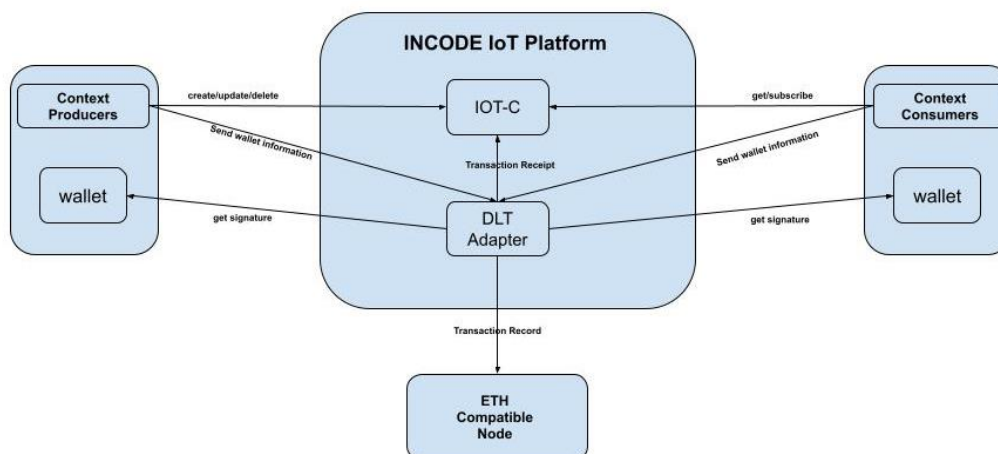 INCODE IoT Platform
Context
Producers
create/update/delete
IOT-C
get/subscribe
Context
Consumers
Send wallet information
Transaction Receipt
Send wallet information
wallet
get signature
DLT
Adapter
get signature
wallet
Transaction Record
ETH
Compatible
Node